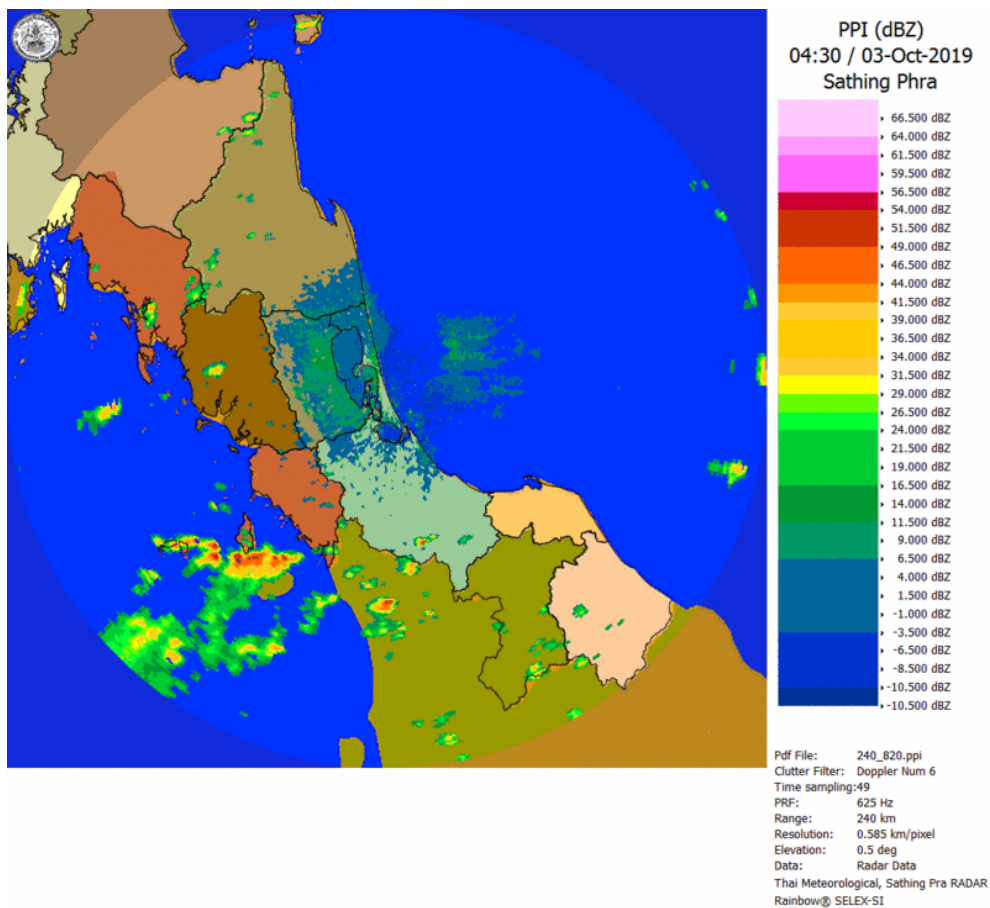 PPI (dBZ)
04:30 / 03-Oct-2019
Sathing Phra
66.500 dBZ
64.000 dBZ
61.500 dBZ
59.500 dBZ
56.500 dBZ
54.000 dBZ
51.500 dBZ
49.000 dBZ
46.500 dBZ
44.000 dBZ
41.500 dBZ
39.000 dBZ
36.500 dBZ
34.000 dBZ
31.500 dBZ
29.000 dBZ
26.500 dBZ
24.000 dBZ
21.500 dBZ
19.000 dBZ
16.500 dBZ
14.000 dBZ
11.500 dBZ
9.000 dBZ
6.500 dBZ
4.000 dBZ
1.500 dBZ
-1.000 dBZ
-3.500 dBZ
-6.500 dBZ
-8.500 dBZ
-10.500 dBZ
-10.500 dBZ
Pdf File: 240_820.ppi
Clutter Filter: Doppler Num 6
Time sampling:49
PRF: 625 Hz
Range: 240 km
Resolution: 0.585 km/pixel
Elevation: 0.5 deg
Data: Radar Data
Thai Meteorological, Sathing Pra RADAR
Rainbow® SELEX-SI